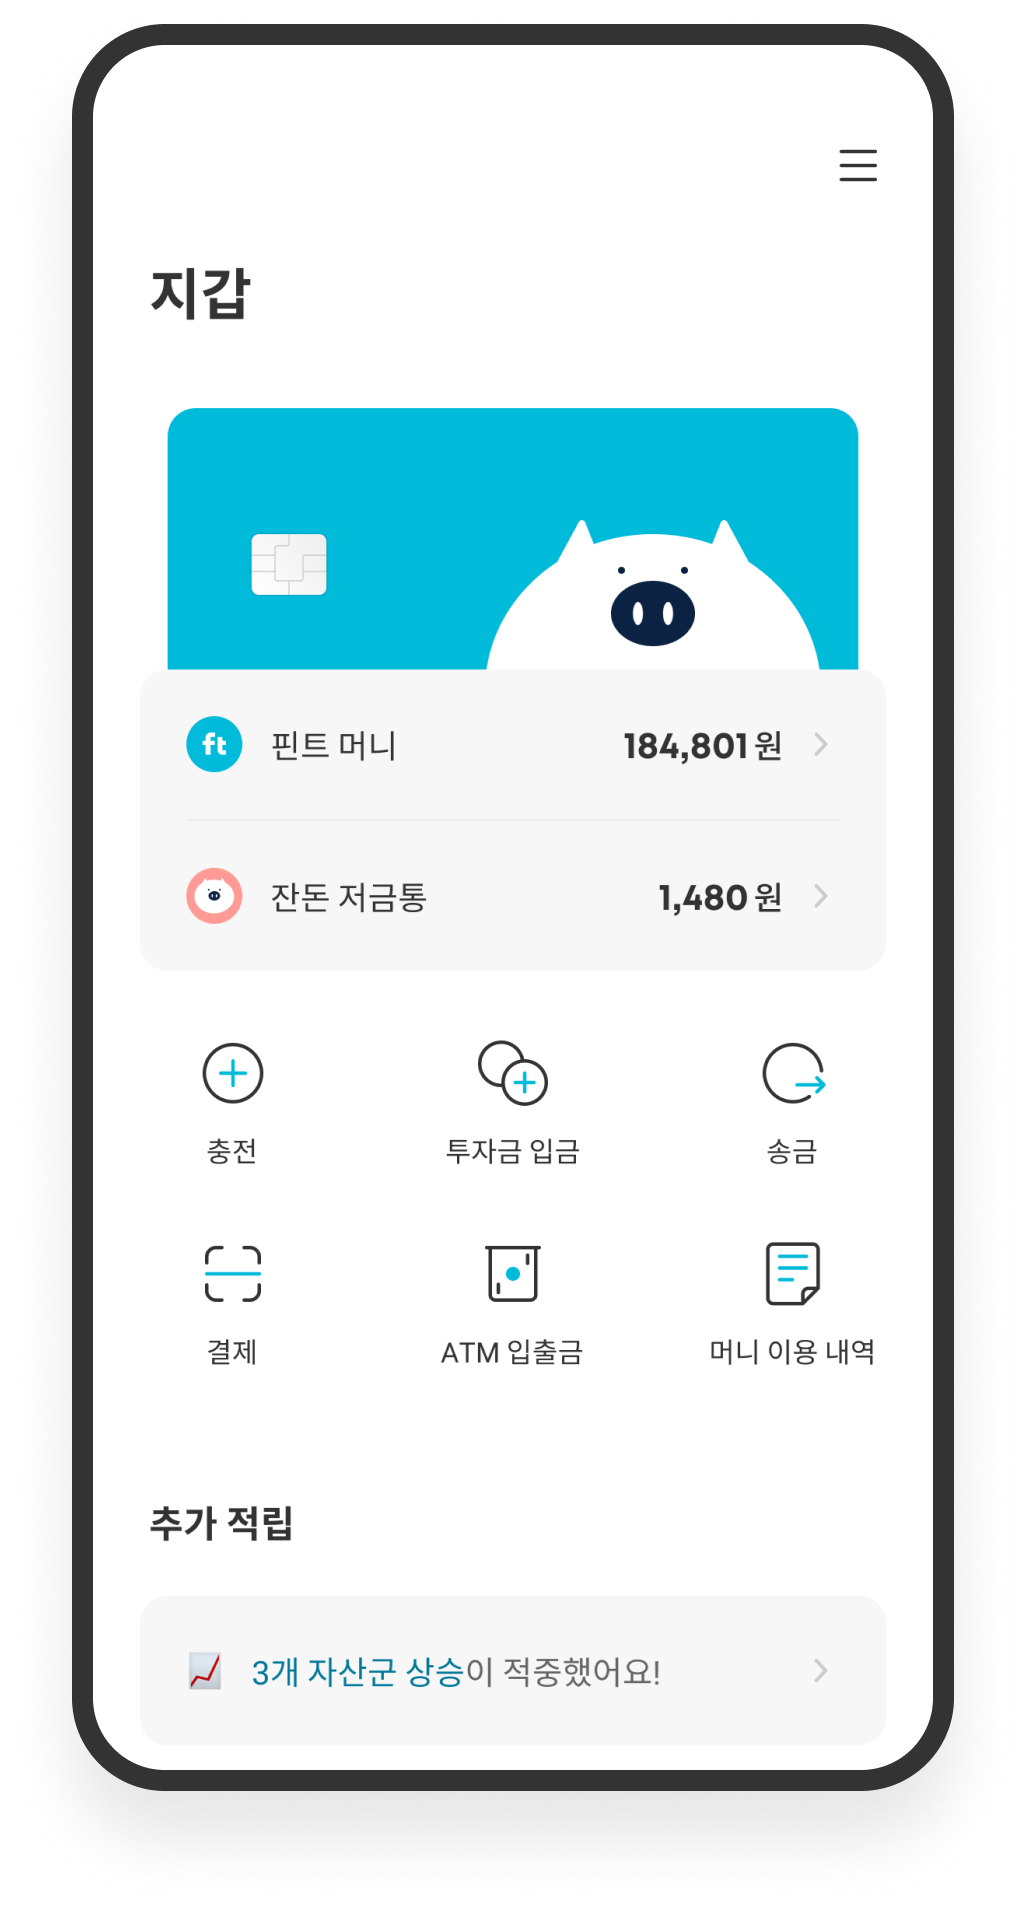 지갑
ft 핀트 머니 184,801 원
잔돈 저금통 1,480 원
충전 투자금 입금 송금
결제 ATM 입출금 머니 이용 내역
추가 적립
3개 자산군 상승이 적중했어요!